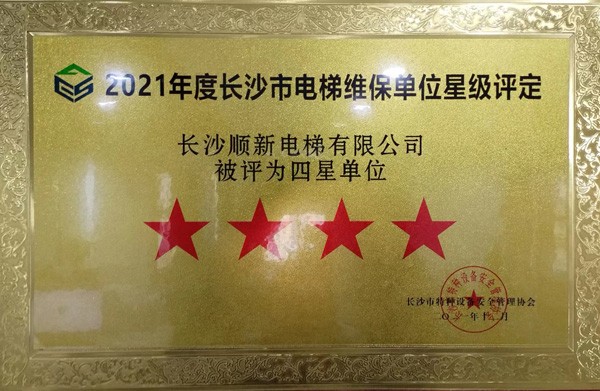 2021年度长沙市电梯维保单位星级评定
长沙顺新电梯有限公司
被评为四星单位
长沙市特种设备安全管理协会